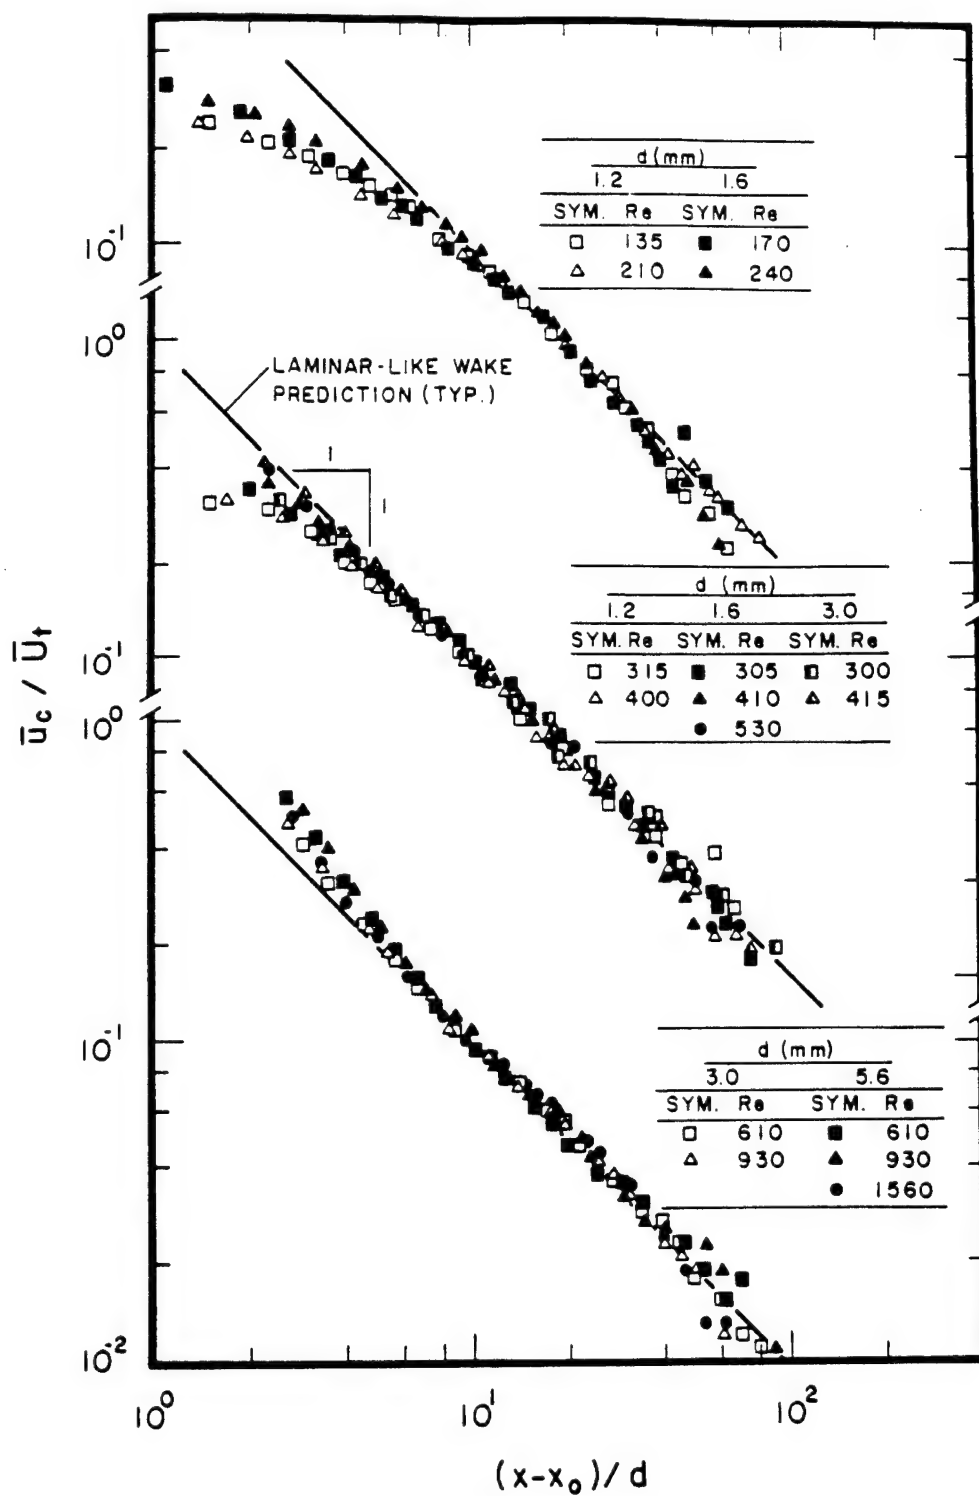 d (mm)
1.2 1.6
SYM. Re SYM. Re
□ 135 ■ 170
△ 210 ▲ 240
10⁻¹
10⁰
LAMINAR-LIKE WAKE
PREDICTION (TYP.)
1
1
d (mm)
1.2 1.6 3.0
SYM. Re SYM. Re SYM. Re
315 305 300
400 410 415
530
u̅c / U̅t
10⁻¹
10⁰
d (mm)
3.0 5.6
SYM. Re SYM. Re
□ 610 ■ 610
△ 930 ▲ 930
● 1560
10⁻¹
10⁻²
10⁰ 10¹ 10²
(x-x₀)/d